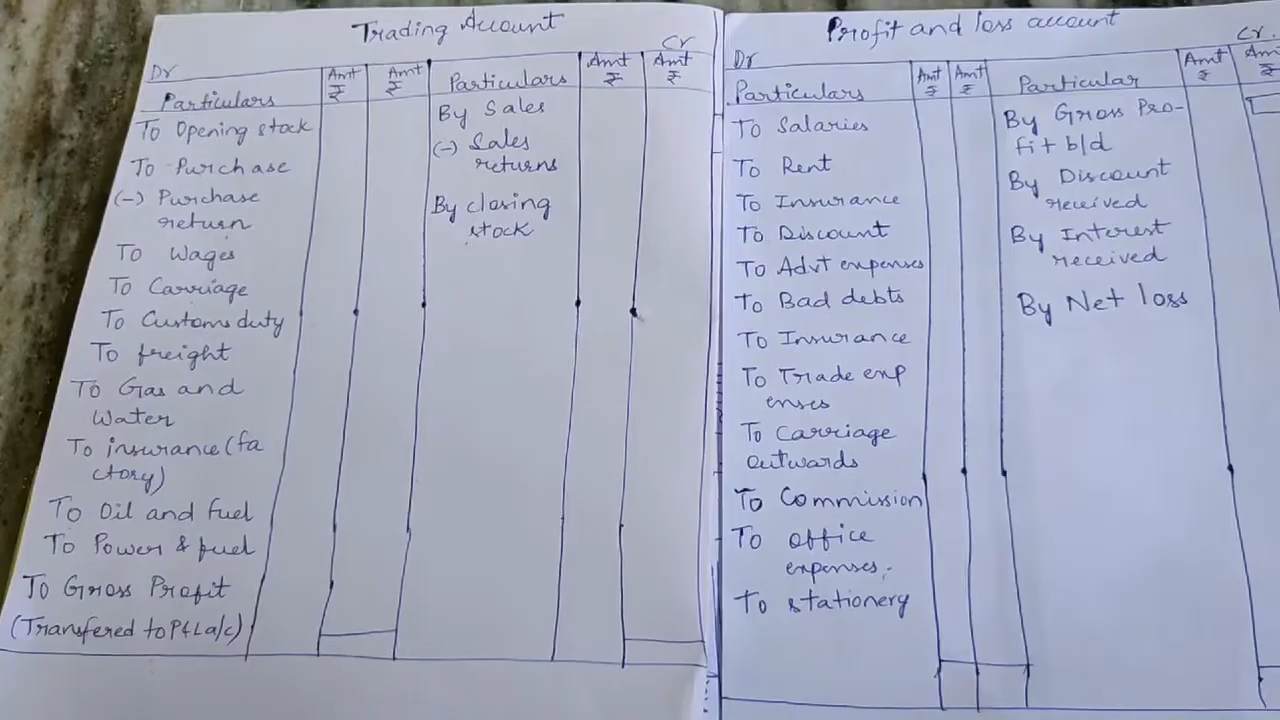 Trading Account
Dr
Cr
Particulars
Amt
₹
Amt
₹
Particulars
Amt
₹
Amt
₹
To Opening stock
To Purchase
(-) Purchase
return
To Wages
To Carriage
To Customs duty
To freight
To Gas and
Water
To insurance (fa
ctory)
To Oil and fuel
To Power & fuel
To Gross Profit
(Transfered to P&L a/c)
By Sales
(-) Sales
returns
By closing
stock
Profit and loss account
Dr
Cr.
Particulars
Amt
₹
Amt
₹
Particular
Amt
₹
Amt
₹
To Salaries
To Rent
To Insurance
To Discount
To Advt expenses
To Bad debts
To Insurance
To Trade exp
enses
To Carriage
outwards
To Commission
To office
expenses.
To stationery
By Gross Pro-
fit b/d
By Discount
received
By Interest
received
By Net loss